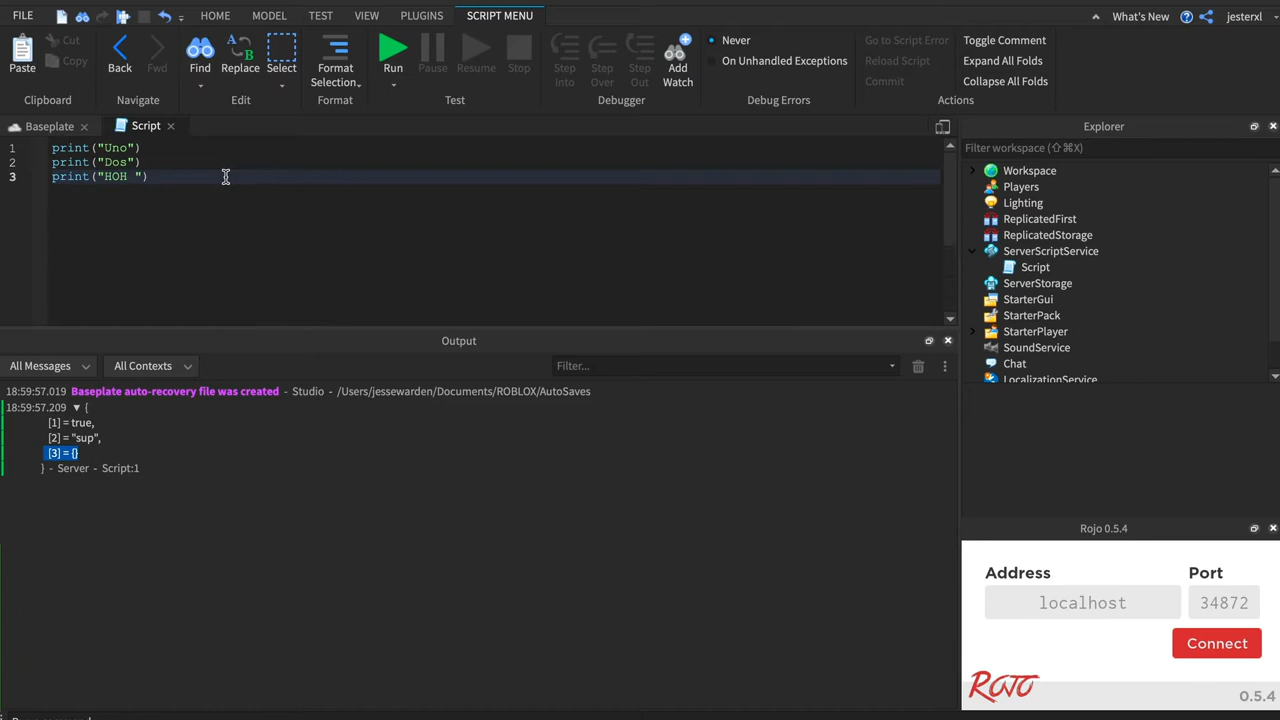 FILE HOME MODEL TEST VIEW PLUGINS SCRIPT MENU What's New jesterxl
Paste Cut Copy Back Fwd Find Replace Select Format Selection Run Pause Resume Stop Step Into Step Over Step Out Add Watch Never On Unhandled Exceptions Go to Script Error Reload Script Commit Toggle Comment Expand All Folds Collapse All Folds
Clipboard Navigate Edit Format Test Debugger Debug Errors Actions
Baseplate Script
1 print("Uno")
2 print("Dos")
3 print("HOH ")
Output
All Messages All Contexts Filter...
18:59:57.019 Baseplate auto-recovery file was created - Studio - /Users/jessewarden/Documents/ROBLOX/AutoSaves
18:59:57.209 ▼ {
[1] = true,
[2] = "sup",
[3] = {}
} - Server - Script:1
Explorer
Filter workspace (⇧⌘X)
Workspace
Players
Lighting
ReplicatedFirst
ReplicatedStorage
ServerScriptService
Script
ServerStorage
StarterGui
StarterPack
StarterPlayer
SoundService
Chat
LocalizationService
Rojo 0.5.4
Address Port
localhost 34872
Connect
ROJO 0.5.4